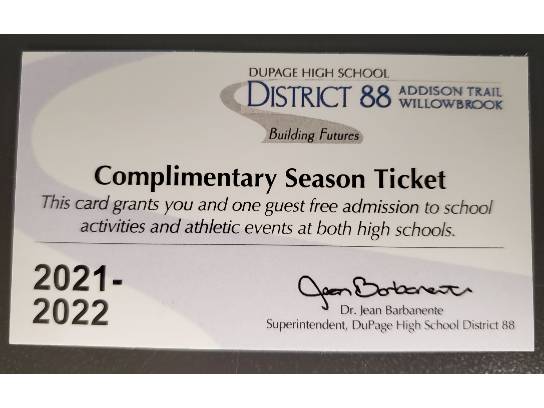 DUPAGE HIGH SCHOOL
DISTRICT 88 ADDISON TRAIL
WILLOWBROOK
Building Futures
Complimentary Season Ticket
This card grants you and one guest free admission to school
activities and athletic events at both high schools.
2021-
2022
Jean Barbanente
Dr. Jean Barbanente
Superintendent, DuPage High School District 88